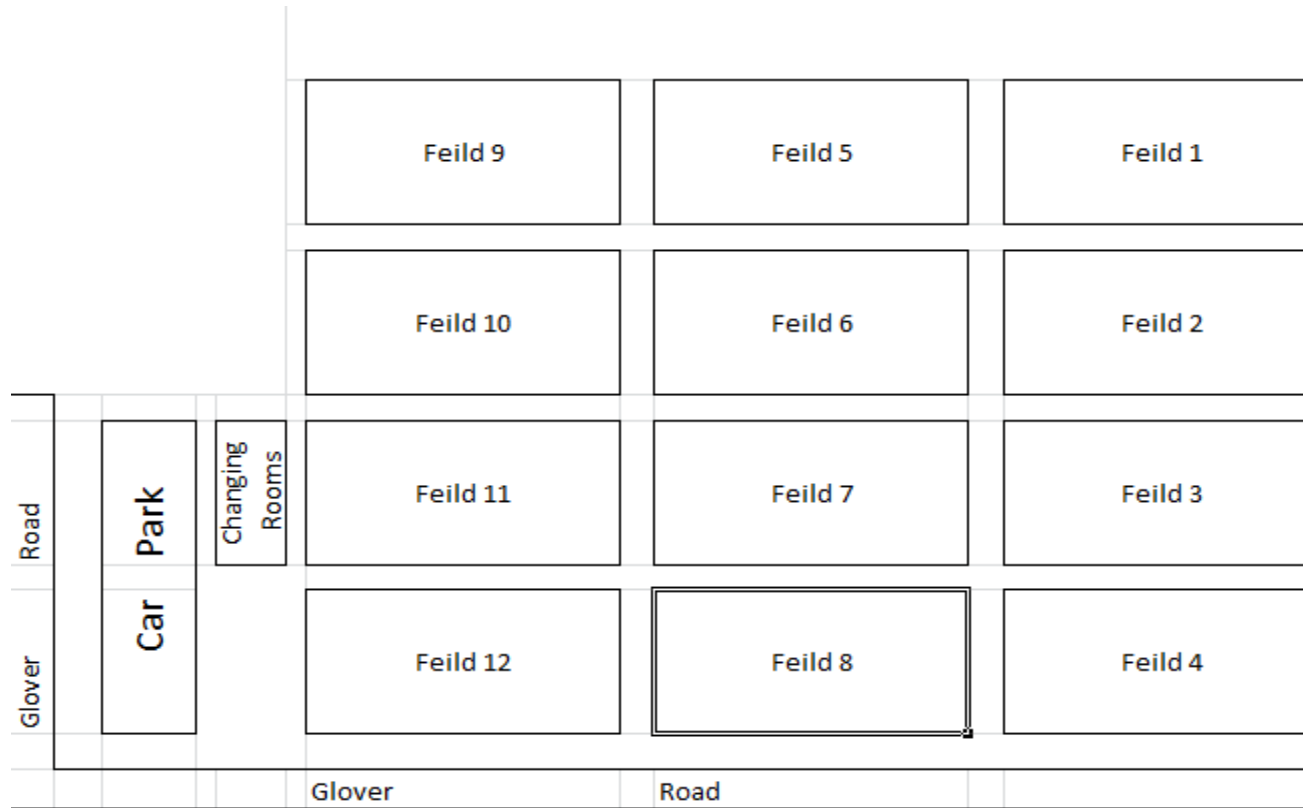 Feild 9 Feild 5 Feild 1
Feild 10 Feild 6 Feild 2
Glover Road
Car Park
Changing
Rooms
Feild 11 Feild 7 Feild 3
Feild 12 Feild 8 Feild 4
Glover Road